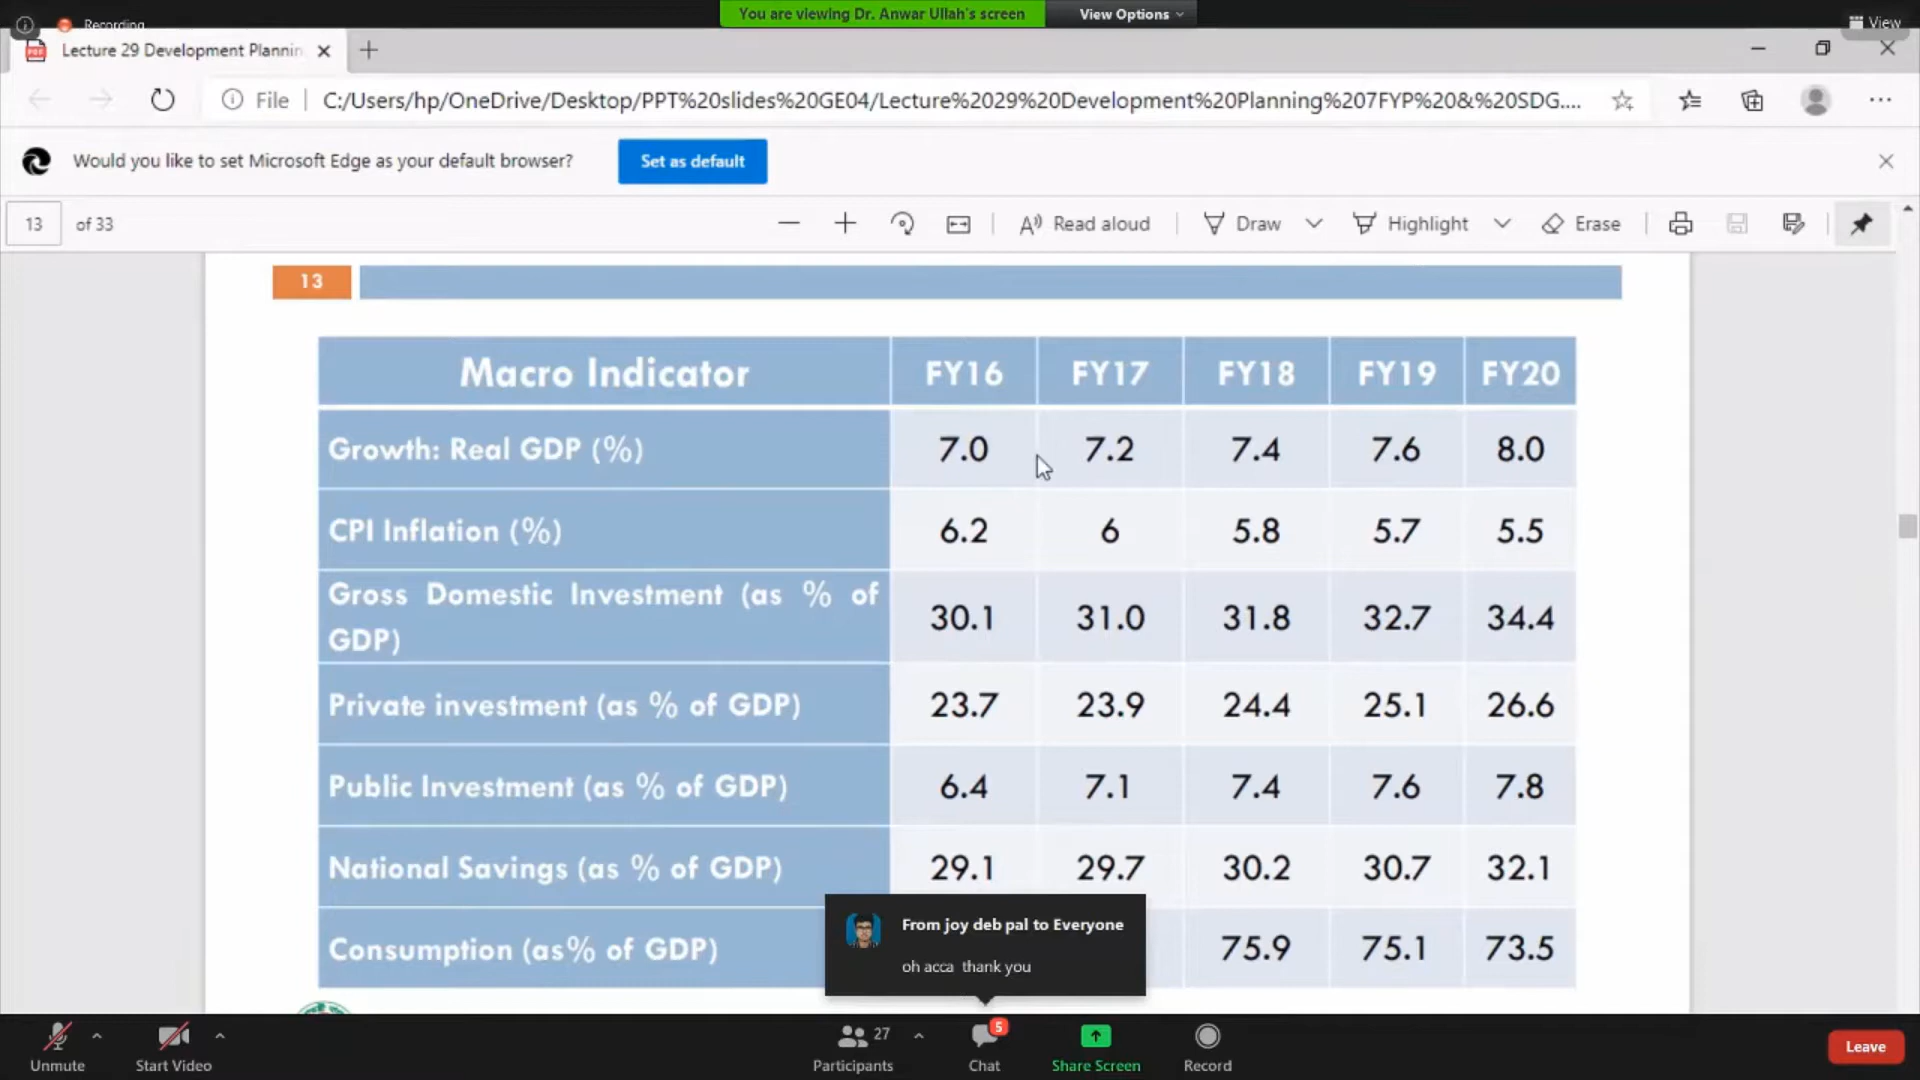 Recording
You are viewing Dr. Anwar Ullah's screen
View Options
View
Lecture 29 Development Plannin
File
C:/Users/hp/OneDrive/Desktop/PPT%20slides%20GE04/Lecture%2029%20Development%20Planning%207FYP%20&%20SDG....
Would you like to set Microsoft Edge as your default browser?
Set as default
13 of 33
Read aloud
Draw
Highlight
Erase
13
Macro Indicator FY16 FY17 FY18 FY19 FY20
Growth: Real GDP (%) 7.0 7.2 7.4 7.6 8.0
CPI Inflation (%) 6.2 6 5.8 5.7 5.5
Gross Domestic Investment (as % of
GDP) 30.1 31.0 31.8 32.7 34.4
Private investment (as % of GDP) 23.7 23.9 24.4 25.1 26.6
Public Investment (as % of GDP) 6.4 7.1 7.4 7.6 7.8
National Savings (as % of GDP) 29.1 29.7 30.2 30.7 32.1
Consumption (as% of GDP) 75.9 75.1 73.5
From joy deb pal to Everyone
oh acca thank you
Unmute
Start Video
27
Participants
5
Chat
Share Screen
Record
Leave